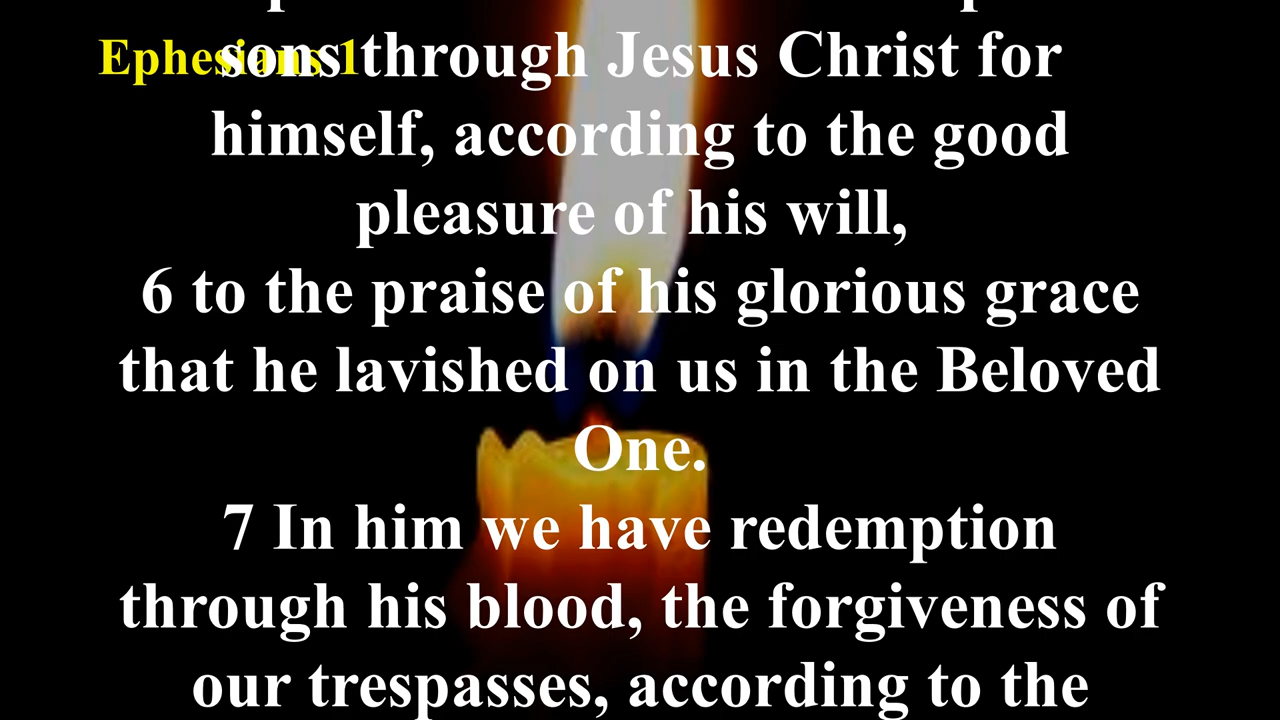 Ephesians 1
sons through Jesus Christ for
himself, according to the good
pleasure of his will,
6 to the praise of his glorious grace
that he lavished on us in the Beloved
One.
7 In him we have redemption
through his blood, the forgiveness of
our trespasses, according to the